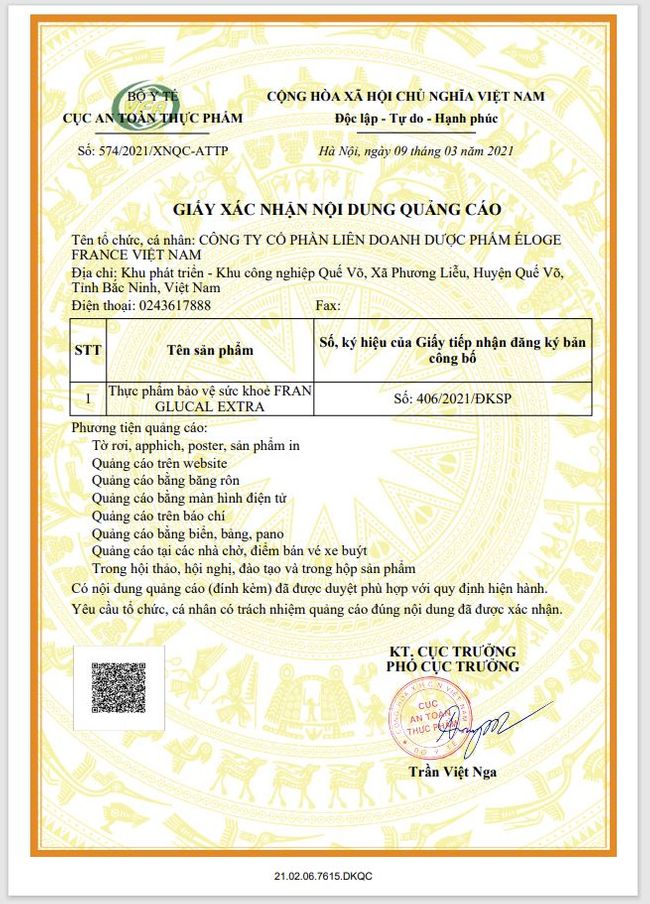 BỘ Y TẾ
CỤC AN TOÀN THỰC PHẨM
Số: 574/2021/XNQC-ATTP
CỘNG HÒA XÃ HỘI CHỦ NGHĨA VIỆT NAM
Độc lập - Tự do - Hạnh phúc
Hà Nội, ngày 09 tháng 03 năm 2021
GIẤY XÁC NHẬN NỘI DUNG QUẢNG CÁO
Tên tổ chức, cá nhân: CÔNG TY CỔ PHẦN LIÊN DOANH DƯỢC PHẨM ÉLOGE
FRANCE VIỆT NAM
Địa chỉ: Khu phát triển - Khu công nghiệp Quế Võ, Xã Phương Liễu, Huyện Quế Võ,
Tỉnh Bắc Ninh, Việt Nam
Điện thoại: 0243617888 Fax:
STT Tên sản phẩm Số, ký hiệu của Giấy tiếp nhận đăng ký bản
công bố
1 Thực phẩm bảo vệ sức khoẻ FRAN
GLUCAL EXTRA Số: 406/2021/ĐKSP
Phương tiện quảng cáo:
Tờ rơi, apphich, poster, sản phẩm in
Quảng cáo trên website
Quảng cáo bằng băng rôn
Quảng cáo bằng màn hình điện tử
Quảng cáo trên báo chí
Quảng cáo bằng biển, bảng, pano
Quảng cáo tại các nhà chờ, điểm bán vé xe buýt
Trong hội thảo, hội nghị, đào tạo và trong hộp sản phẩm
Có nội dung quảng cáo (đính kèm) đã được duyệt phù hợp với quy định hiện hành.
Yêu cầu tổ chức, cá nhân có trách nhiệm quảng cáo đúng nội dung đã được xác nhận.
KT. CỤC TRƯỞNG
PHÓ CỤC TRƯỞNG
CỤC
AN TOÀN
THỰC PHẨM
Trần Việt Nga
21.02.06.7615.DKQC